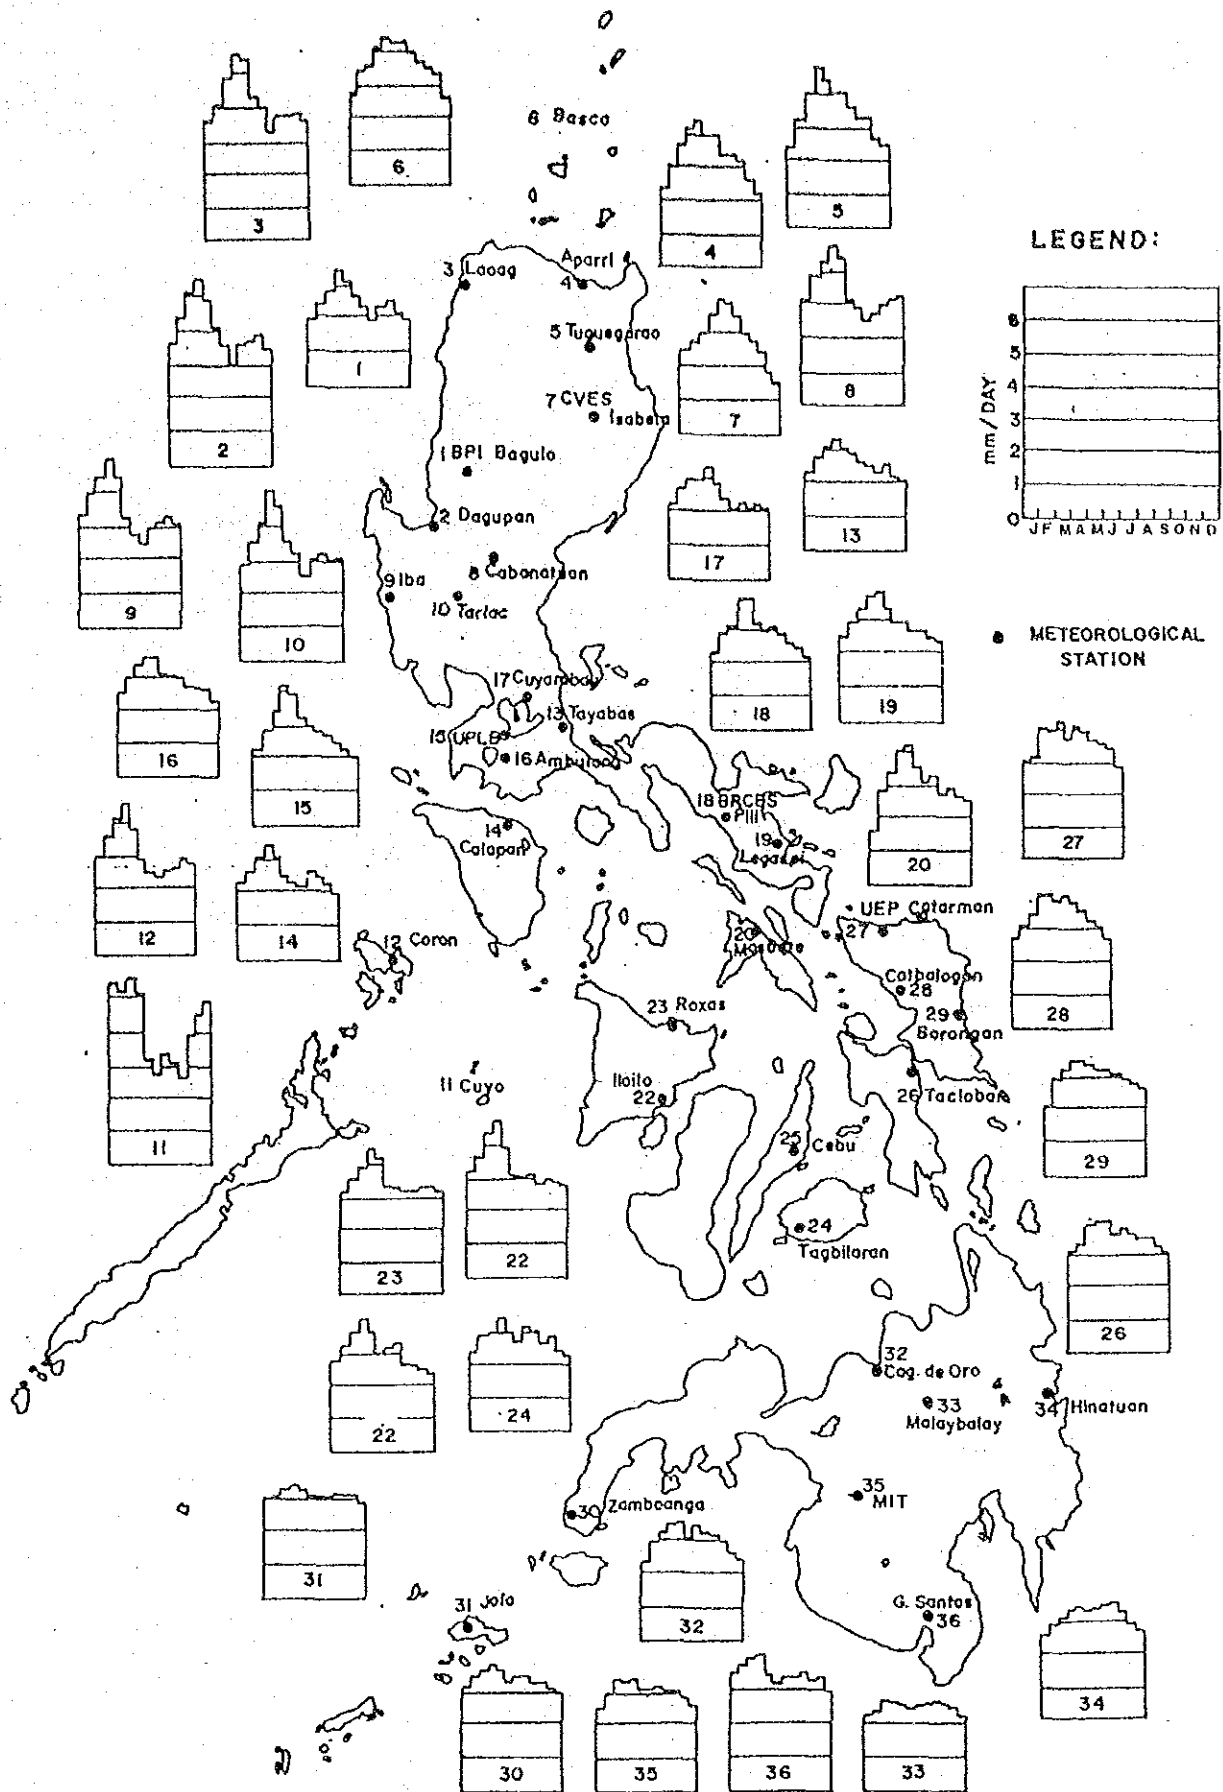 6 Basco
3
6
4
5
LEGEND:
3 Laoag
Aparri
4
6
5
4
3
2
1
0
mm/DAY
J F M A M J J A S O N D
5 Tuguegarao
1
8
7
7 CVES
Isabela
2
1 BPI Baguio
2 Dagupan
17
13
8 Cabanatuan
9 Iba
10 Tarlac
9
10
METEOROLOGICAL
STATION
17 Cuyambay
18
19
13 Tayabas
15 UPLB
16 Ambulong
16
15
18 BRCES
Pili
27
14
Calapan
19
Legaspi
20
UEP Catarman
27
12
14
12 Coron
20
Masbate
Catbalogan
28
28
23 Roxas
29
Borongan
11 Cuyo
Iloilo
22
26 Tacloban
11
25 Cebu
29
24
Tagbilaran
23
22
26
32
Cag. de Oro
34 Hinatuan
33
Malaybalay
22
24
35
MIT
30 Zamboanga
31
32
31 Jolo
G. Santos
36
34
30
35
36
33